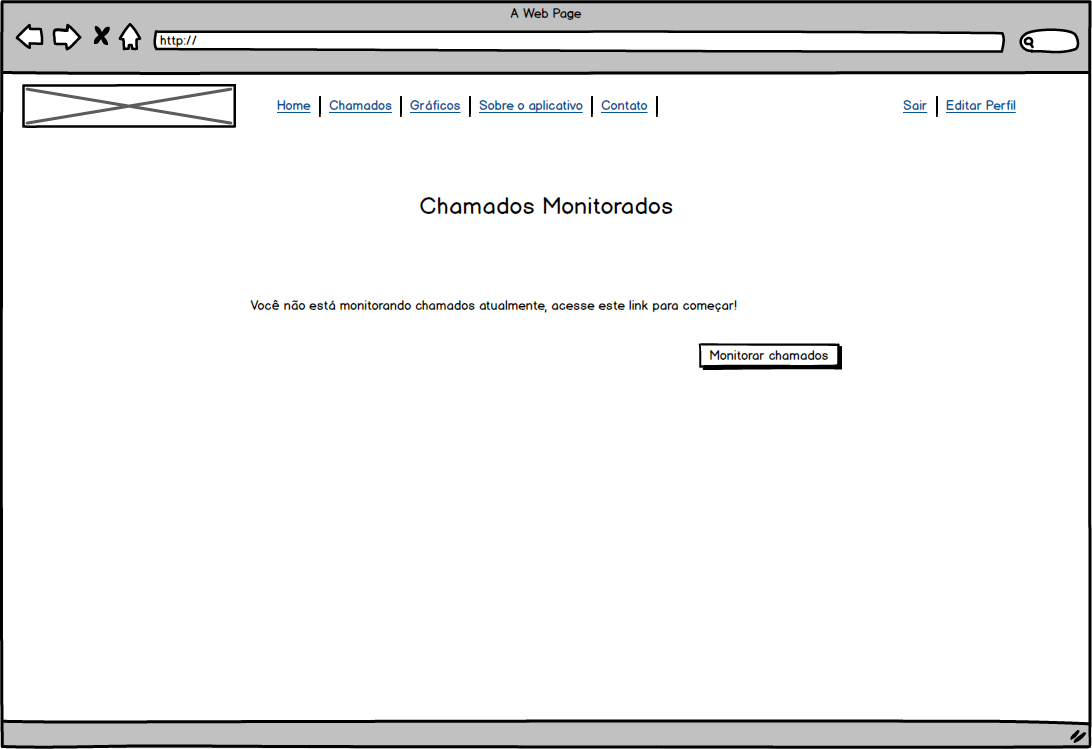 A Web Page
http://
Home Chamados Gráficos Sobre o aplicativo Contato Sair Editar Perfil
Chamados Monitorados
Você não está monitorando chamados atualmente, acesse este link para começar!
Monitorar chamados